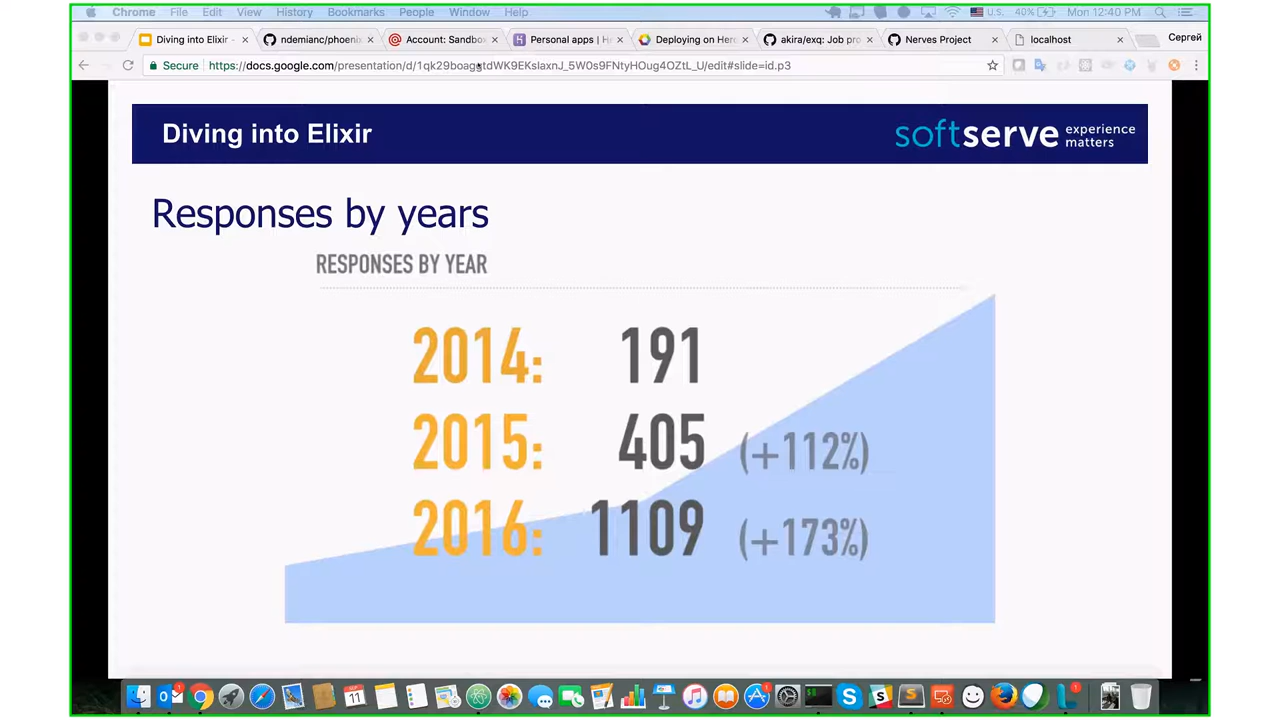 Chrome File Edit View History Bookmarks People Window Help U.S. 40% Mon 12:40 PM
Diving into Elixir - ndemianc/phoenix Account: Sandbox Personal apps | H Deploying on Her akira/exq: Job pro Nerves Project localhost Сергей
Secure https://docs.google.com/presentation/d/ /edit#slide=id.p3
Diving into Elixir softserve experience matters
Responses by years
RESPONSES BY YEAR
2014: 191
2015: 405 (+112%)
2016: 1109 (+173%)